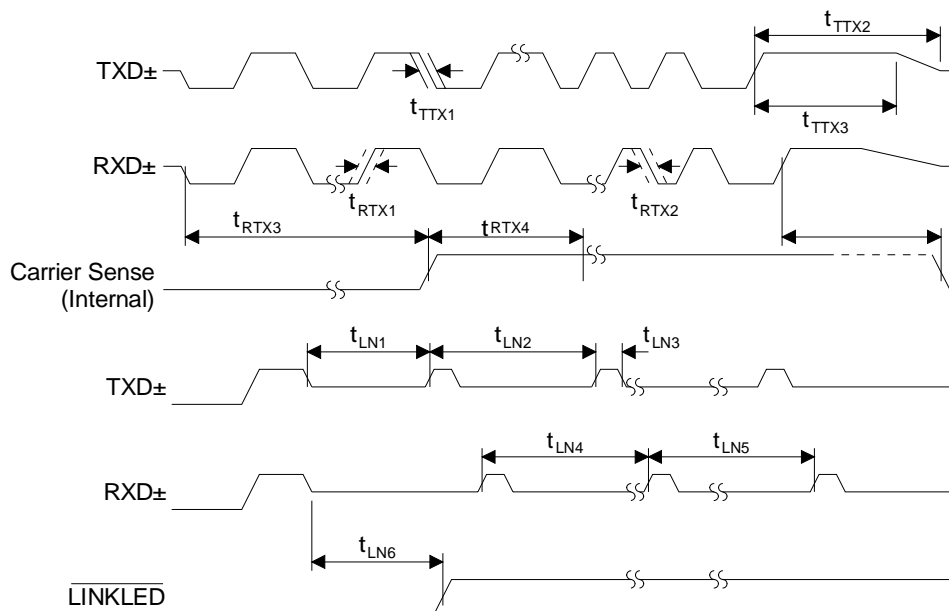 tTTX2
TXD±
tTTX1
tTTX3
RXD±
tRTX1
tRTX2
tRTX3
tRTX4
Carrier Sense
(Internal)
tLN1
tLN2
tLN3
TXD±
tLN4
tLN5
RXD±
tLN6
LINKLED